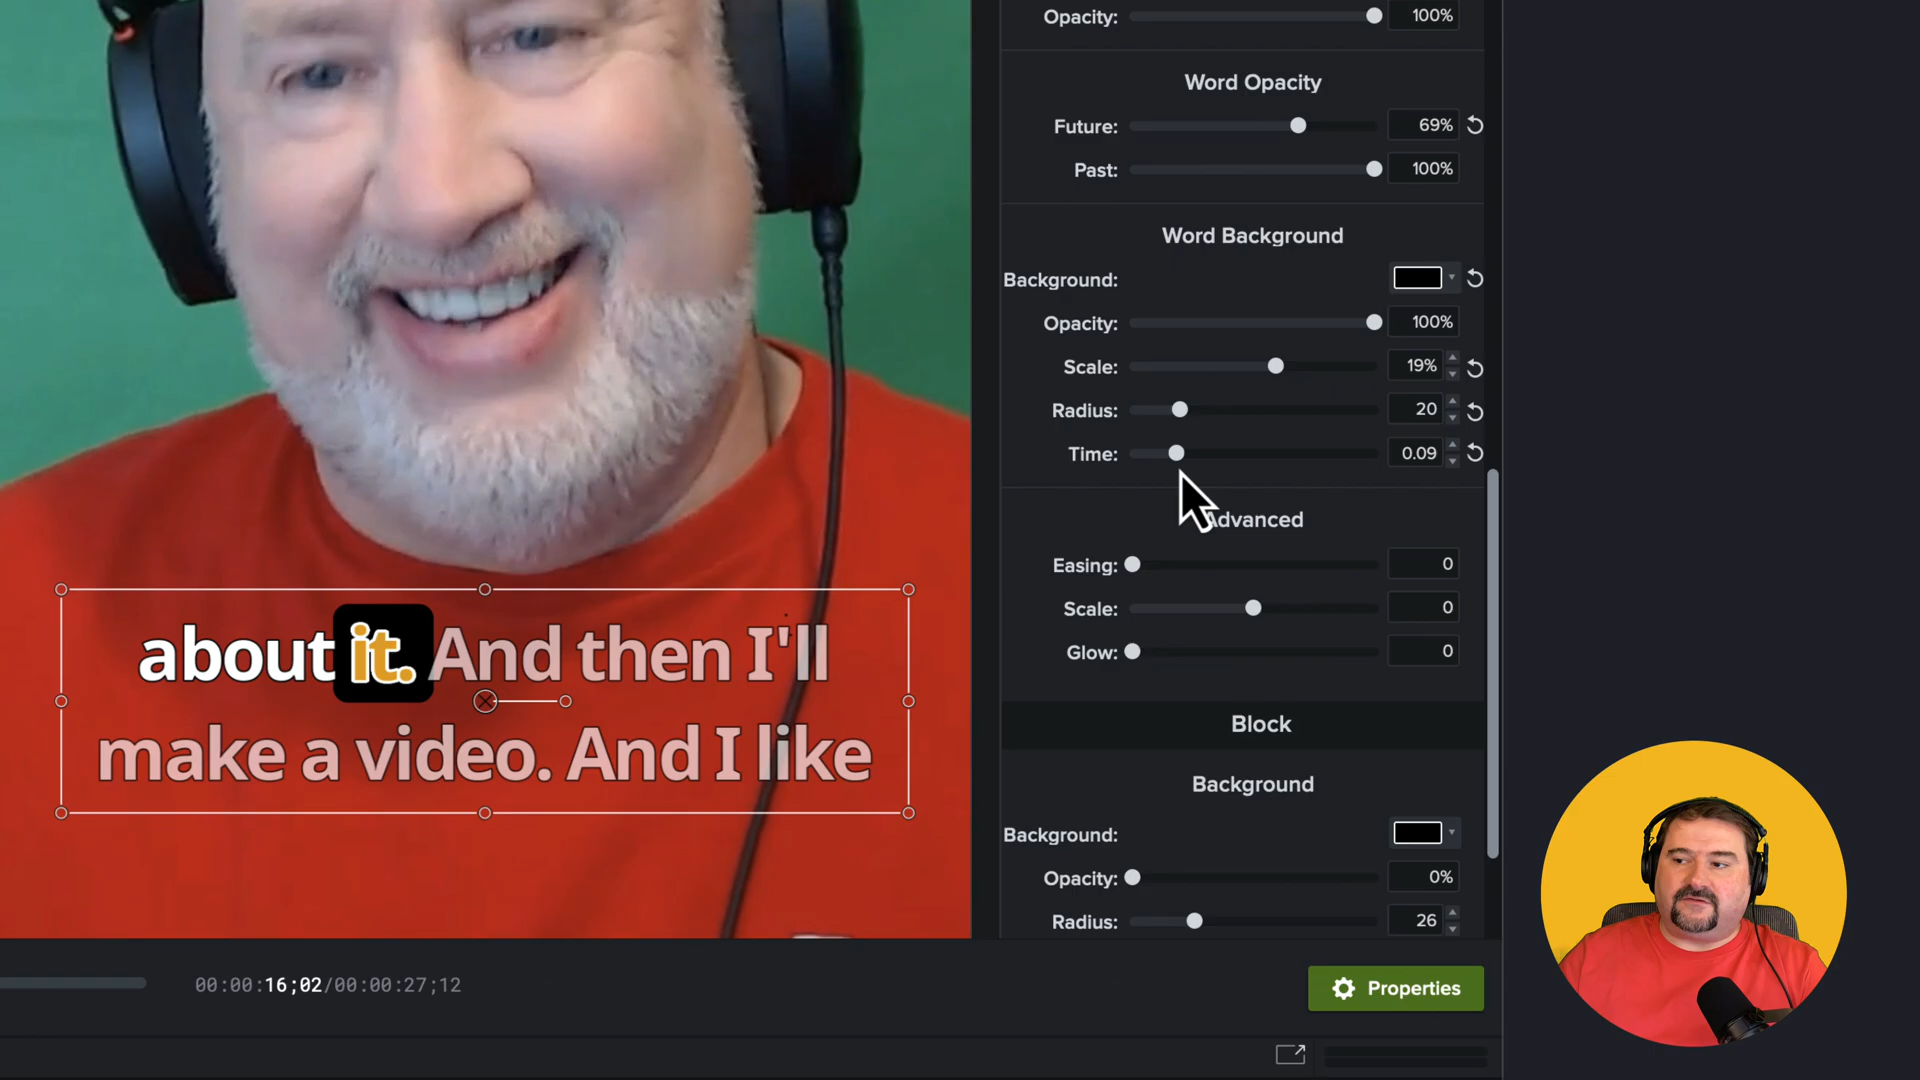 Opacity: 100%
Word Opacity
Future: 69%
Past: 100%
Word Background
Background:
Opacity: 100%
Scale: 19%
Radius: 20
Time: 0.09
Advanced
Easing: 0
Scale: 0
Glow: 0
Block
Background
Background:
Opacity: 0%
Radius: 26
about it. And then I'll
make a video. And I like
00:00:16;02/00:00:27;12
Properties